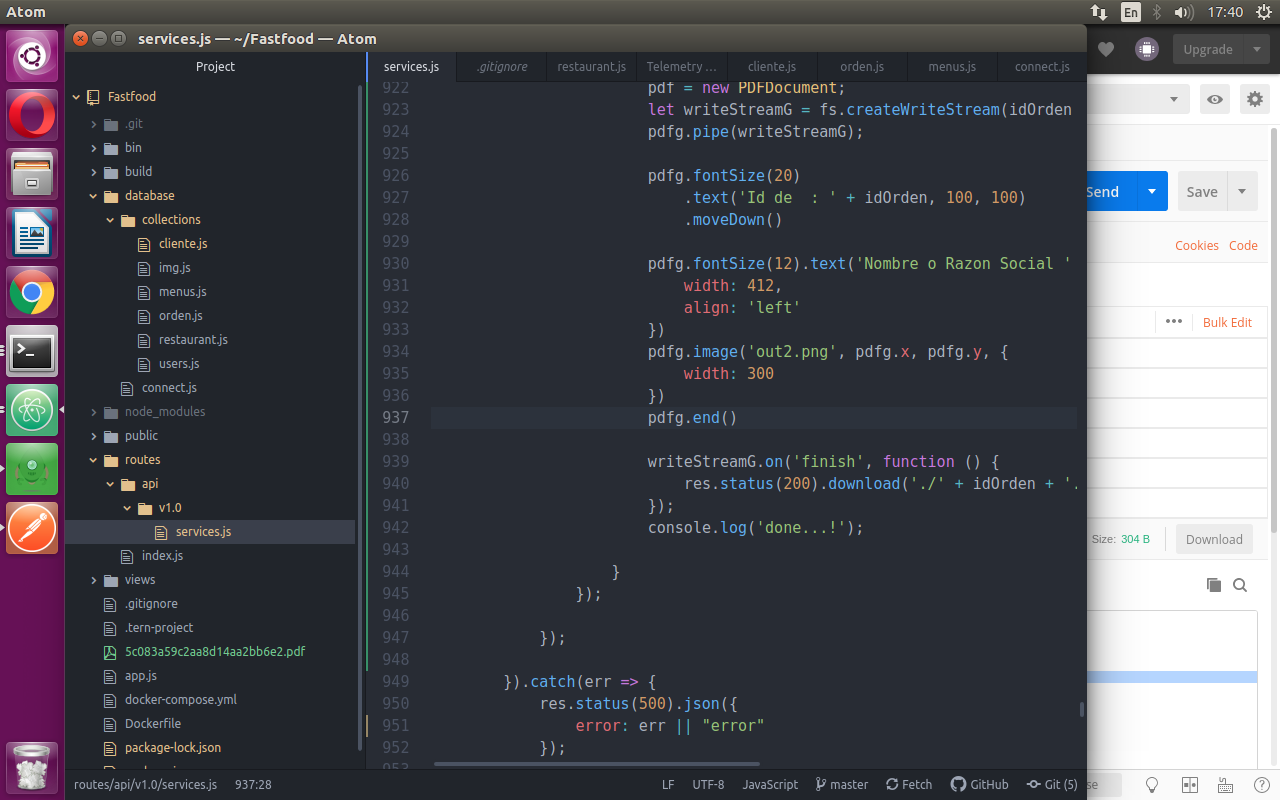 Atom
En
17:40
services.js — ~/Fastfood — Atom
Upgrade
Project
services.js
.gitignore
restaurant.js
Telemetry ...
cliente.js
orden.js
menus.js
connect.js
Fastfood
.git
bin
build
database
collections
cliente.js
img.js
menus.js
orden.js
restaurant.js
users.js
connect.js
node_modules
public
routes
api
v1.0
services.js
index.js
views
.gitignore
.tern-project
5c083a59c2aa8d14aa2bb6e2.pdf
app.js
docker-compose.yml
Dockerfile
package-lock.json
922 pdf = new PDFDocument;
923 let writeStreamG = fs.createWriteStream(idOrden
924 pdfg.pipe(writeStreamG);
925
926 pdfg.fontSize(20)
927 .text('Id de  : ' + idOrden, 100, 100)
928 .moveDown()
929
930 pdfg.fontSize(12).text('Nombre o Razon Social '
931 width: 412,
932 align: 'left'
933 })
934 pdfg.image('out2.png', pdfg.x, pdfg.y, {
935 width: 300
936 })
937 pdfg.end()
938
939 writeStreamG.on('finish', function () {
940 res.status(200).download('./' + idOrden + '.
941 });
942 console.log('done...!');
943
944 }
945 });
946
947 });
948
949 }).catch(err => {
950 res.status(500).json({
951 error: err || "error"
952 });
Send
Save
Cookies Code
Bulk Edit
Size: 304 B
Download
routes/api/v1.0/services.js 937:28
LF UTF-8 JavaScript master Fetch GitHub Git (5)